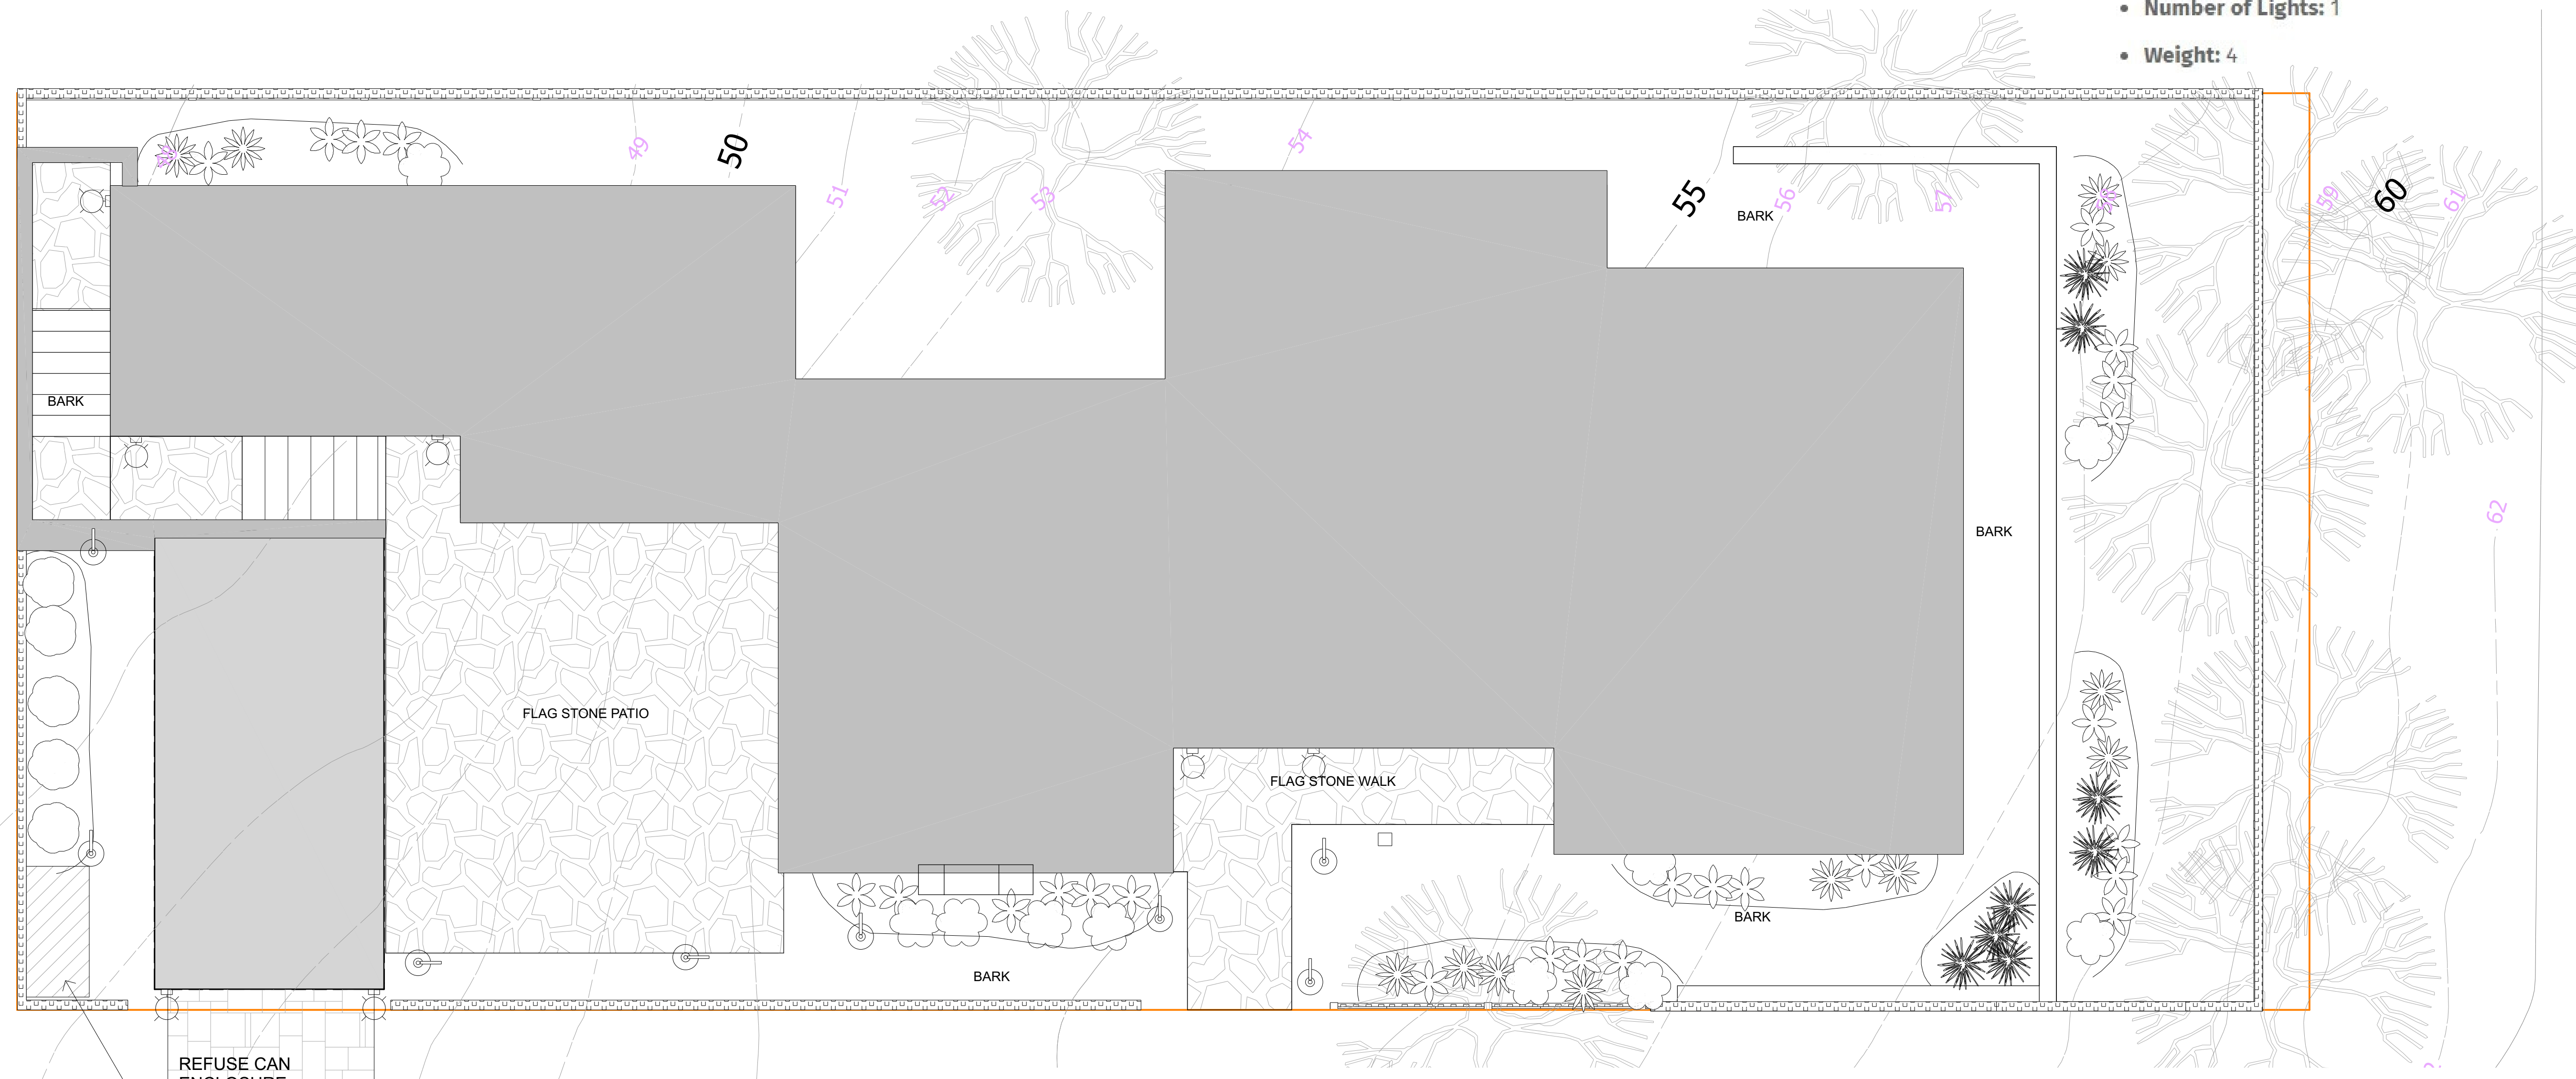 Number of Lights: 1
Weight: 4
49
50
51
52
53
54
55
56
57
59
60
61
62
BARK
BARK
BARK
FLAG STONE PATIO
FLAG STONE WALK
BARK
BARK
REFUSE CAN
ENCLOSURE